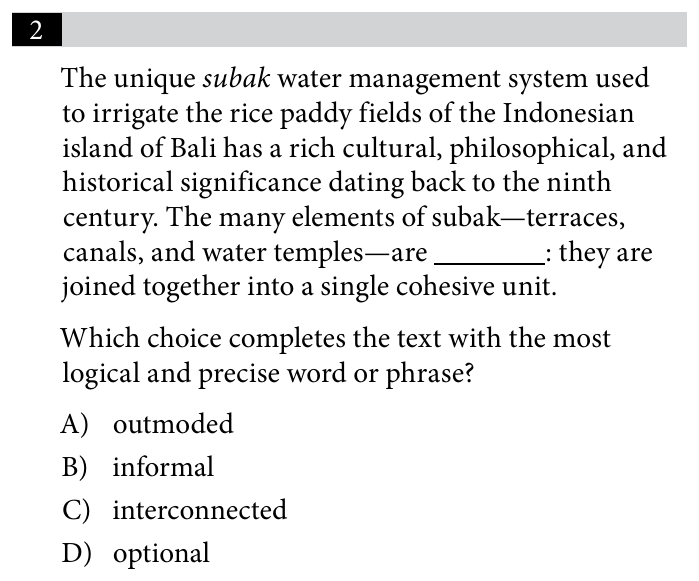 2
The unique subak water management system used
to irrigate the rice paddy fields of the Indonesian
island of Bali has a rich cultural, philosophical, and
historical significance dating back to the ninth
century. The many elements of subak—terraces,
canals, and water temples—are ________: they are
joined together into a single cohesive unit.
Which choice completes the text with the most
logical and precise word or phrase?
A) outmoded
B) informal
C) interconnected
D) optional